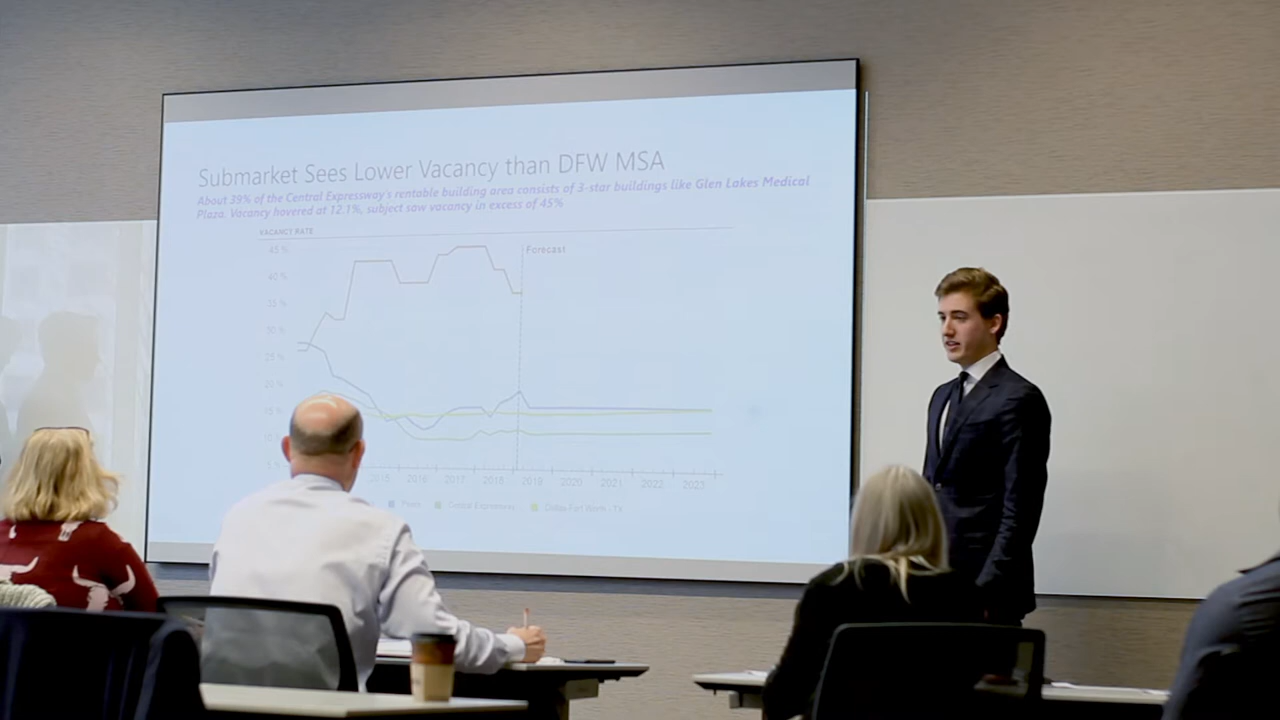 Submarket Sees Lower Vacancy than DFW MSA
About 39% of the Central Expressway's rentable building area consists of 3-star buildings like Glen Lakes Medical
Plaza. Vacancy hovered at 12.1%, subject saw vacancy in excess of 45%
VACANCY RATE
45 %
Forecast
40 %
35 %
30 %
25 %
20 %
15 %
10 %
5 %
2015 2016 2017 2018 2019 2020 2021 2022 2023
Central Expressway Dallas-Fort Worth - TX